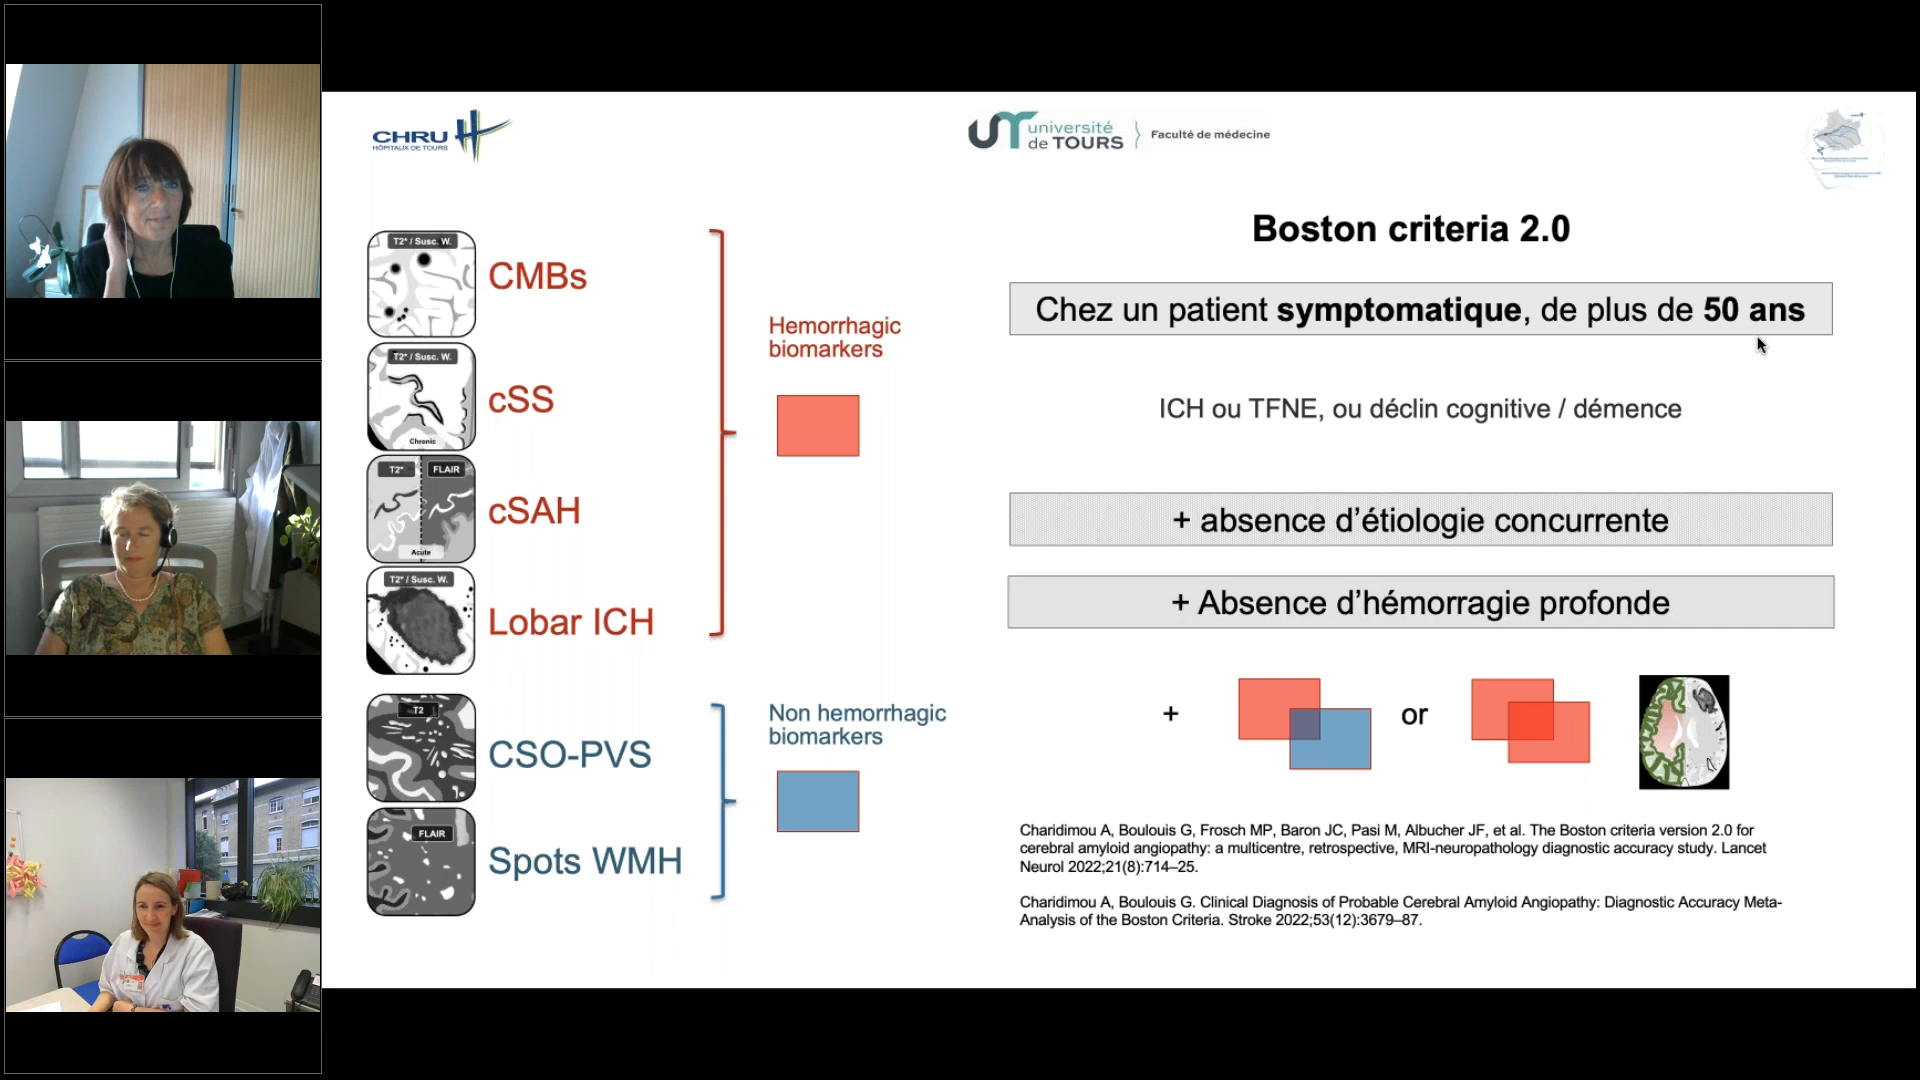 CHRU
HÔPITAUX DE TOURS
université
de TOURS
Faculté de médecine
T2* / Susc. W.
CMBs
T2* / Susc. W.
Chronic
cSS
T2*
FLAIR
Acute
cSAH
T2* / Susc. W.
Lobar ICH
Hemorrhagic
biomarkers
T2
CSO-PVS
FLAIR
Spots WMH
Non hemorrhagic
biomarkers
Boston criteria 2.0
Chez un patient symptomatique, de plus de 50 ans
ICH ou TFNE, ou déclin cognitive / démence
+ absence d’étiologie concurrente
+ Absence d’hémorragie profonde
+
or
Charidimou A, Boulouis G, Frosch MP, Baron JC, Pasi M, Albucher JF, et al. The Boston criteria version 2.0 for
cerebral amyloid angiopathy: a multicentre, retrospective, MRI-neuropathology diagnostic accuracy study. Lancet
Neurol 2022;21(8):714–25.
Charidimou A, Boulouis G. Clinical Diagnosis of Probable Cerebral Amyloid Angiopathy: Diagnostic Accuracy Meta-
Analysis of the Boston Criteria. Stroke 2022;53(12):3679–87.